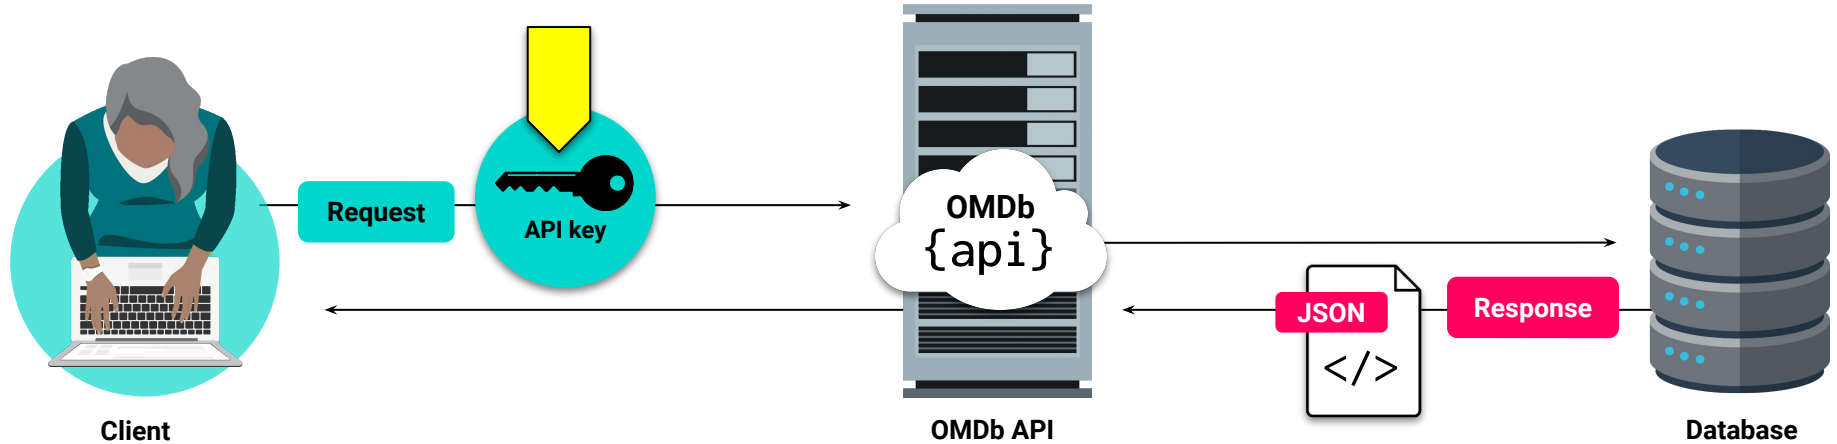 Request
API key
OMDb
{api}
JSON
</>
Response
Client
OMDb API
Database